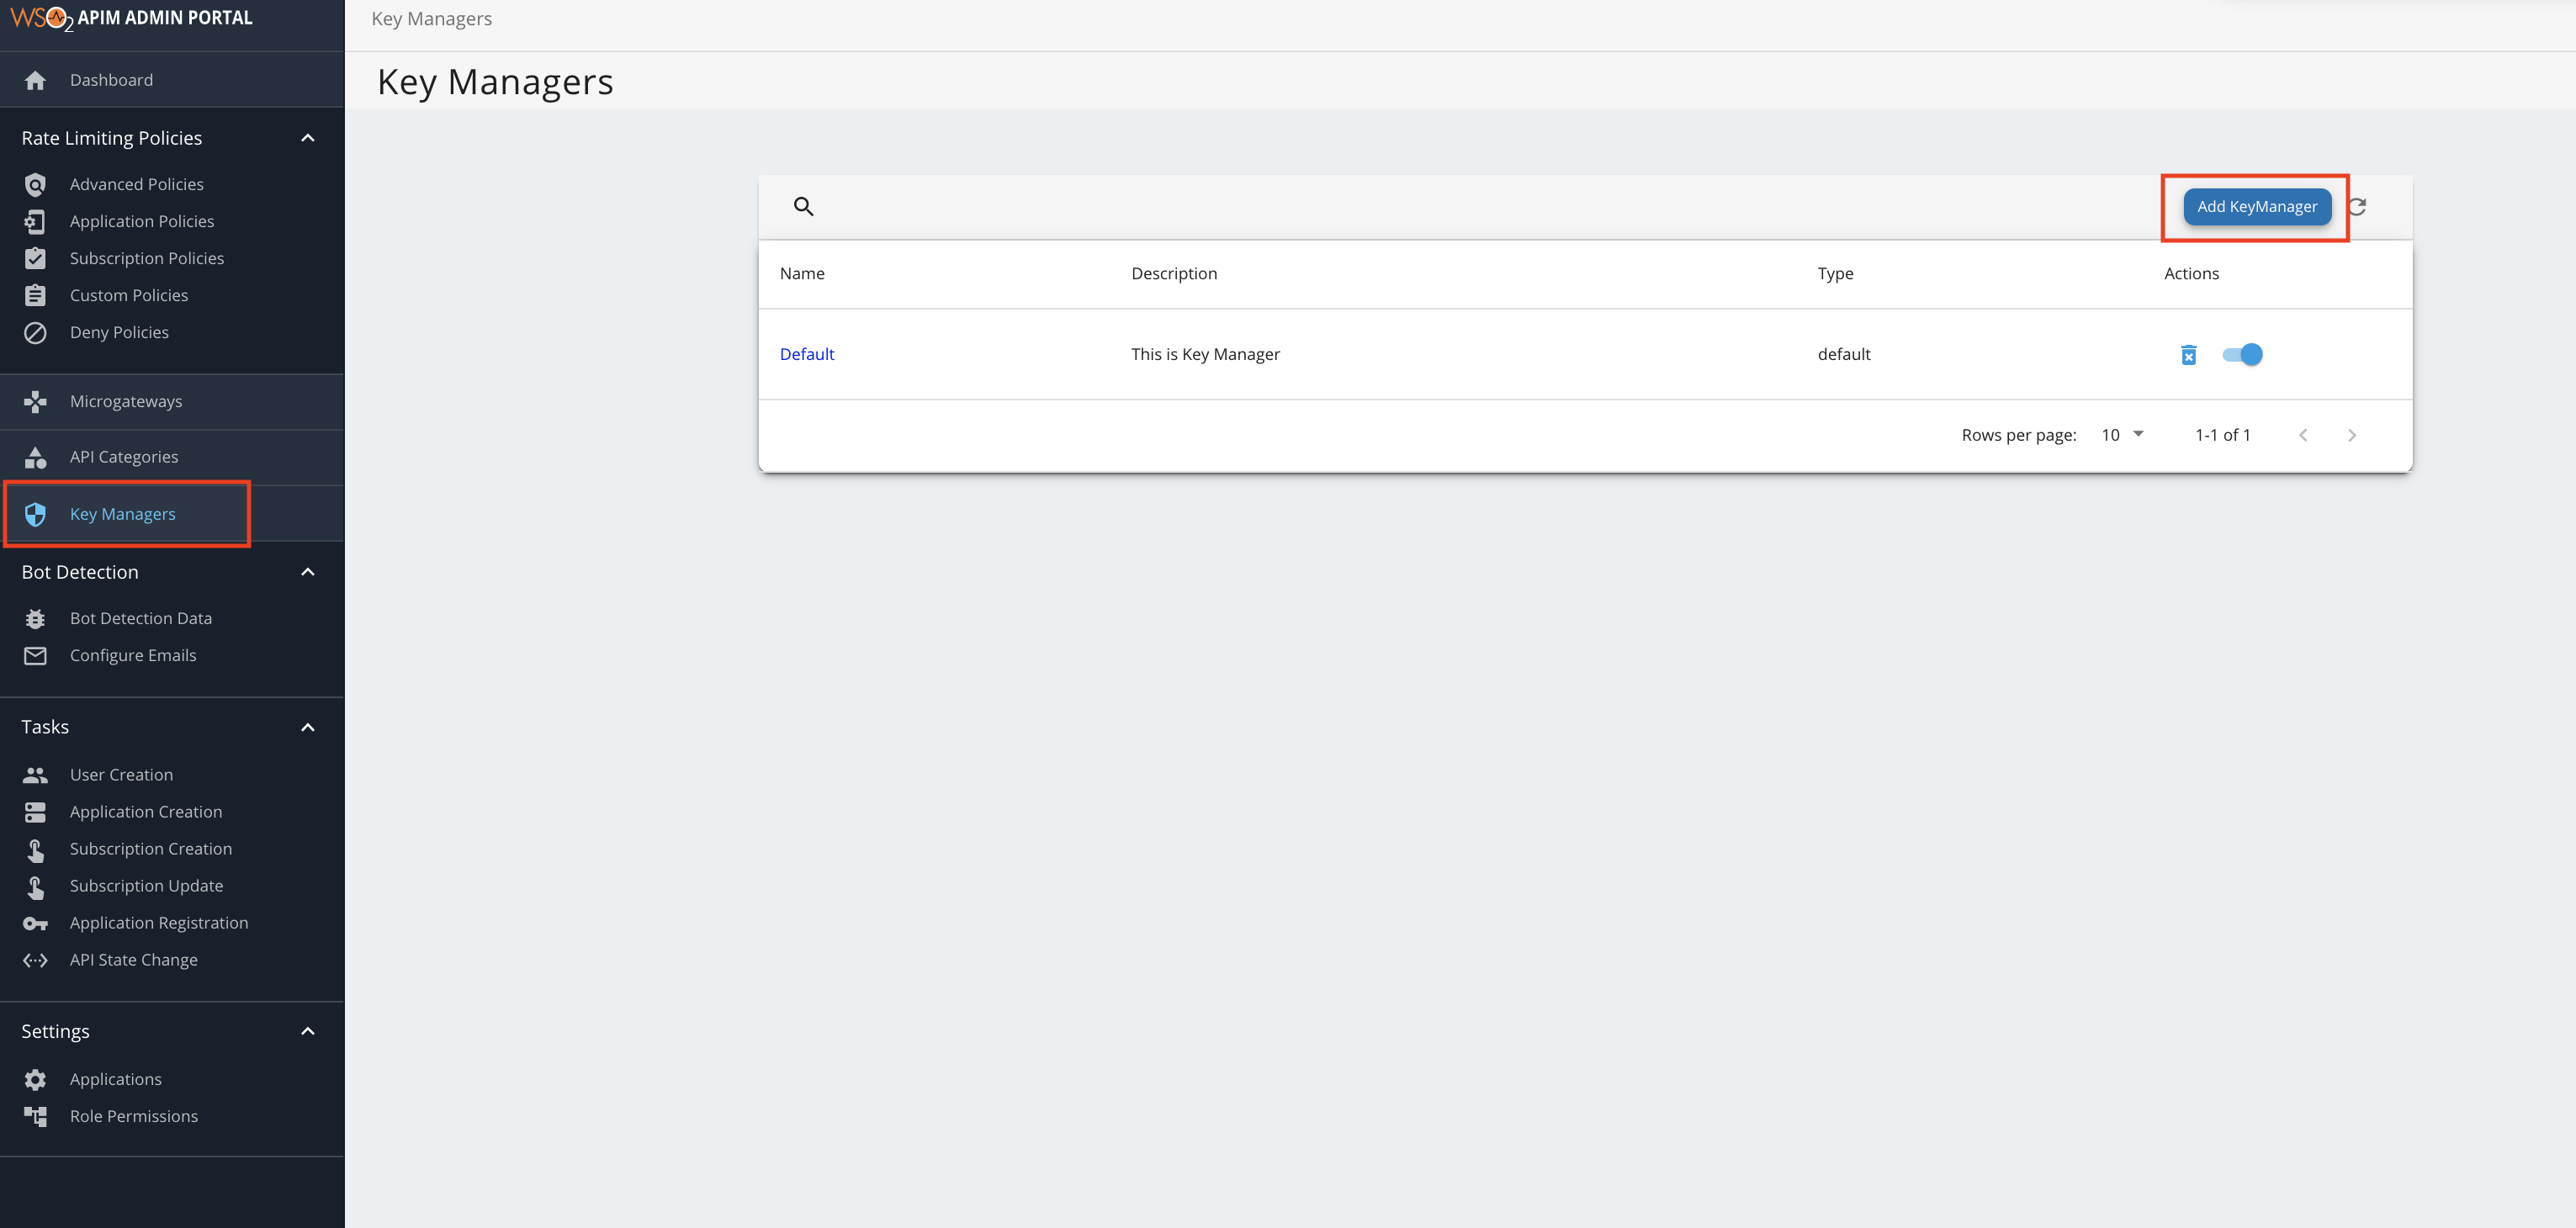 WSO2 APIM ADMIN PORTAL
Dashboard
Rate Limiting Policies
Advanced Policies
Application Policies
Subscription Policies
Custom Policies
Deny Policies
Microgateways
API Categories
Key Managers
Bot Detection
Bot Detection Data
Configure Emails
Tasks
User Creation
Application Creation
Subscription Creation
Subscription Update
Application Registration
API State Change
Settings
Applications
Role Permissions
Key Managers
Key Managers
Add KeyManager
Name Description Type Actions
Default This is Key Manager default
Rows per page: 10 1-1 of 1